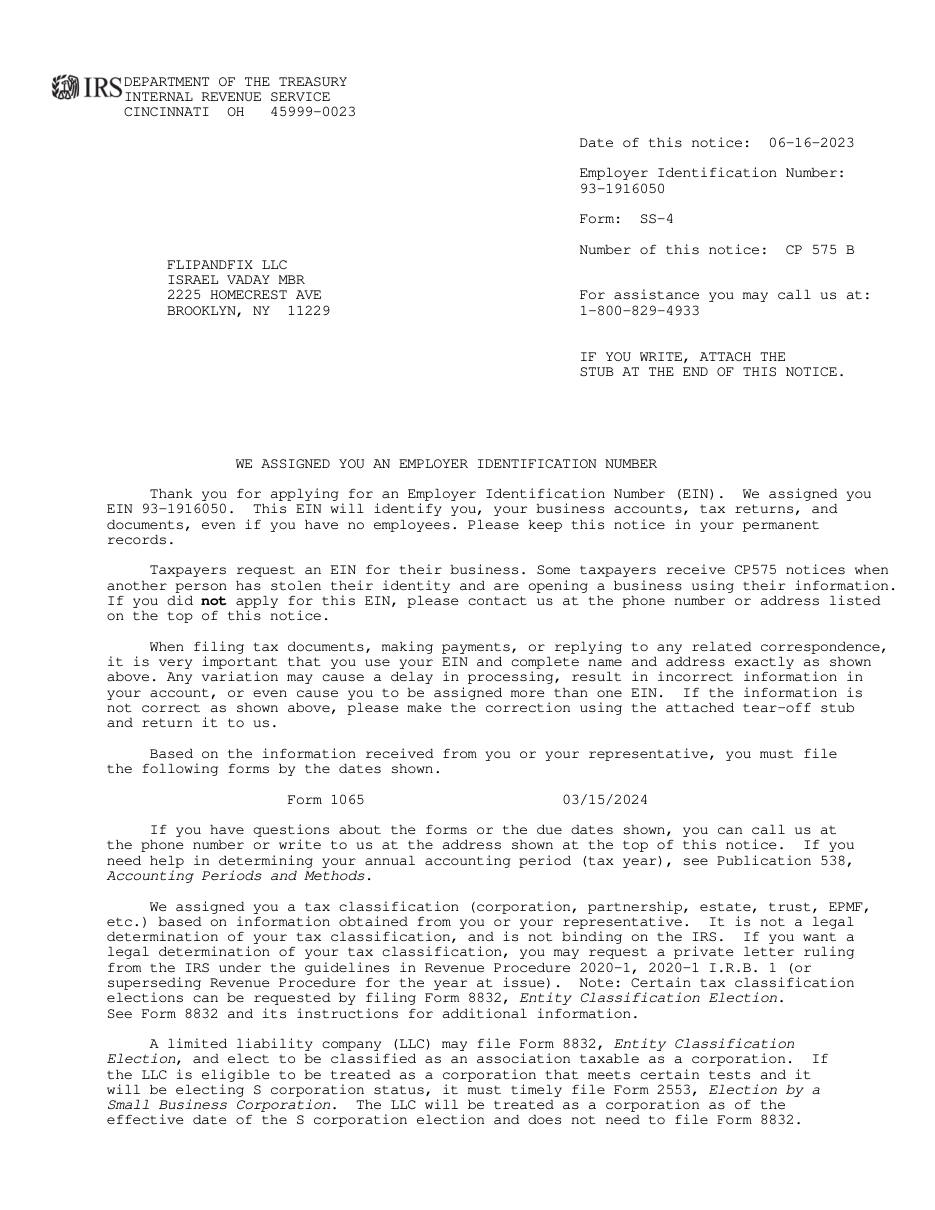 IRS DEPARTMENT OF THE TREASURY
INTERNAL REVENUE SERVICE
CINCINNATI  OH   45999-0023
Date of this notice:  06-16-2023
Employer Identification Number:
93-1916050
Form:  SS-4
Number of this notice:  CP 575 B
FLIPANDFIX LLC
ISRAEL VADAY MBR
2225 HOMECREST AVE
BROOKLYN, NY  11229
For assistance you may call us at:
1-800-829-4933
IF YOU WRITE, ATTACH THE
STUB AT THE END OF THIS NOTICE.
WE ASSIGNED YOU AN EMPLOYER IDENTIFICATION NUMBER
Thank you for applying for an Employer Identification Number (EIN).  We assigned you
EIN 93-1916050.  This EIN will identify you, your business accounts, tax returns, and
documents, even if you have no employees. Please keep this notice in your permanent
records.
Taxpayers request an EIN for their business. Some taxpayers receive CP575 notices when
another person has stolen their identity and are opening a business using their information.
If you did not apply for this EIN, please contact us at the phone number or address listed
on the top of this notice.
When filing tax documents, making payments, or replying to any related correspondence,
it is very important that you use your EIN and complete name and address exactly as shown
above. Any variation may cause a delay in processing, result in incorrect information in
your account, or even cause you to be assigned more than one EIN.  If the information is
not correct as shown above, please make the correction using the attached tear-off stub
and return it to us.
Based on the information received from you or your representative, you must file
the following forms by the dates shown.
Form 1065                       03/15/2024
If you have questions about the forms or the due dates shown, you can call us at
the phone number or write to us at the address shown at the top of this notice.  If you
need help in determining your annual accounting period (tax year), see Publication 538,
Accounting Periods and Methods.
We assigned you a tax classification (corporation, partnership, estate, trust, EPMF,
etc.) based on information obtained from you or your representative.  It is not a legal
determination of your tax classification, and is not binding on the IRS.  If you want a
legal determination of your tax classification, you may request a private letter ruling
from the IRS under the guidelines in Revenue Procedure 2020-1, 2020-1 I.R.B. 1 (or
superseding Revenue Procedure for the year at issue).  Note: Certain tax classification
elections can be requested by filing Form 8832, Entity Classification Election.
See Form 8832 and its instructions for additional information.
A limited liability company (LLC) may file Form 8832, Entity Classification
Election, and elect to be classified as an association taxable as a corporation.  If
the LLC is eligible to be treated as a corporation that meets certain tests and it
will be electing S corporation status, it must timely file Form 2553, Election by a
Small Business Corporation.  The LLC will be treated as a corporation as of the
effective date of the S corporation election and does not need to file Form 8832.